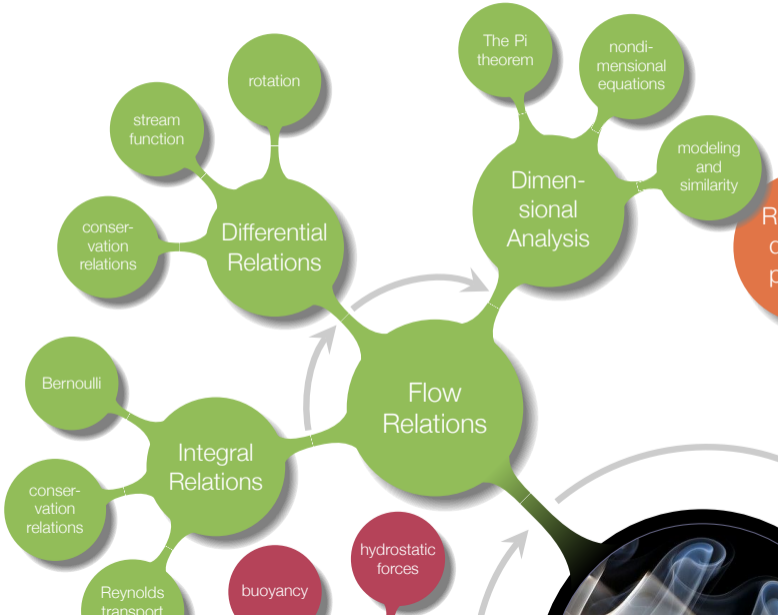 The Pi
theorem
nondi-
mensional
equations
rotation
stream
function
modeling
and
similarity
Dimen-
sional
Analysis
conser-
vation
relations
Differential
Relations
Bernoulli
Flow
Relations
Integral
Relations
conser-
vation
relations
hydrostatic
forces
buoyancy
Reynolds
transport